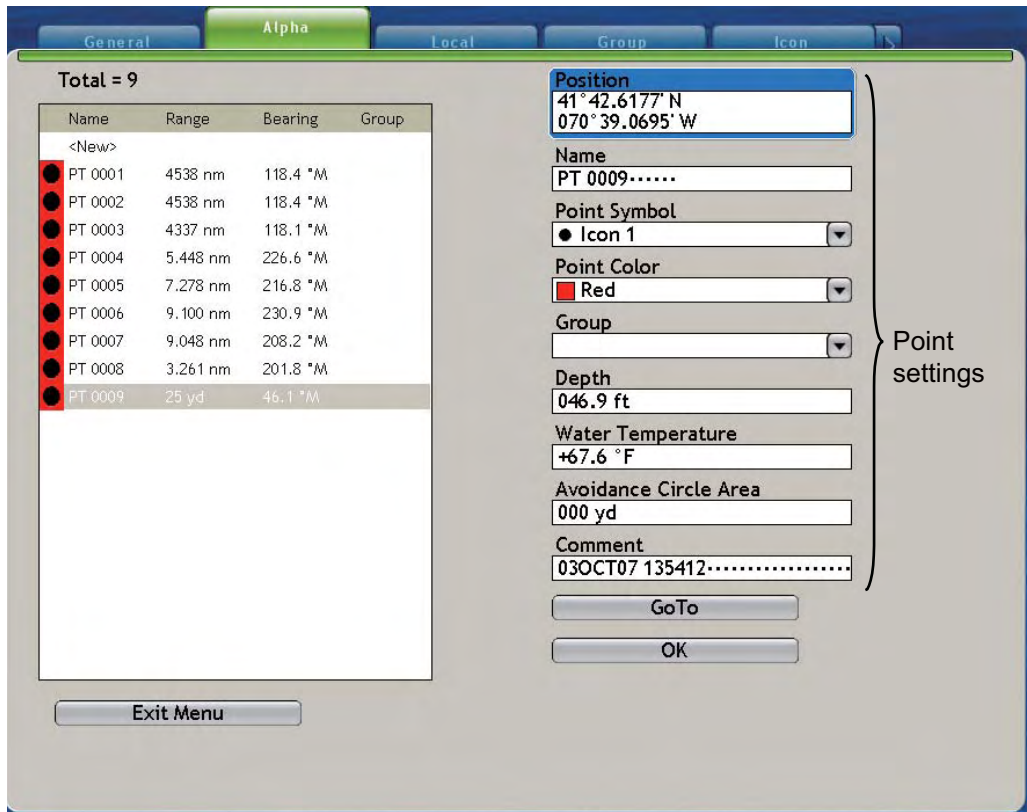 General Alpha Local Group Icon
Total = 9
Name Range Bearing Group
<New>
PT 0001 4538 nm 118.4 °M
PT 0002 4538 nm 118.4 °M
PT 0003 4337 nm 118.1 °M
PT 0004 5.448 nm 226.6 °M
PT 0005 7.278 nm 216.8 °M
PT 0006 9.100 nm 230.9 °M
PT 0007 9.048 nm 208.2 °M
PT 0008 3.261 nm 201.8 °M
PT 0009 25 yd 46.1 °M
Exit Menu
Position
41°42.6177' N
070°39.0695' W
Name
PT 0009······
Point Symbol
Icon 1
Point Color
Red
Group
Depth
046.9 ft
Water Temperature
+67.6 °F
Avoidance Circle Area
000 yd
Comment
03OCT07 135412··················
GoTo
OK
Point
settings